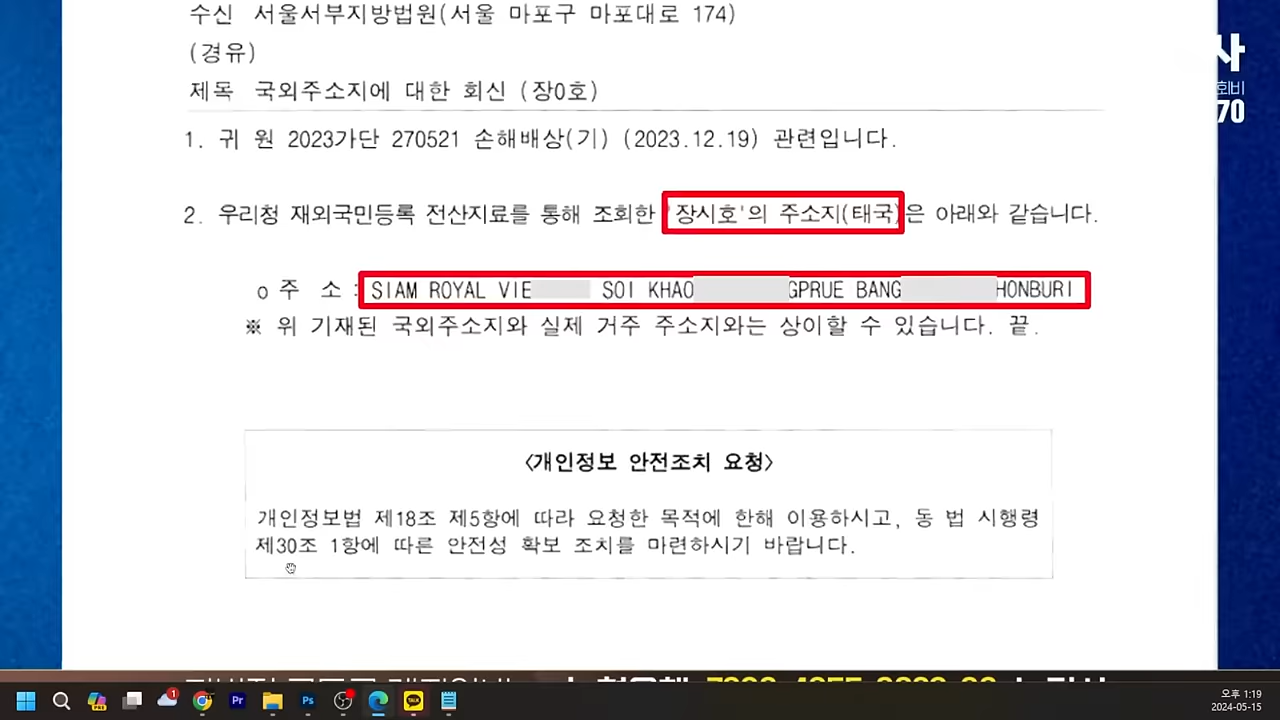 수신 서울서부지방법원(서울 마포구 마포대로 174)
(경유)
제목 국외주소지에 대한 회신 (장0호)
사
회비
70
1. 귀 원 2023가단 270521 손해배상(기) (2023.12.19) 관련입니다.
2. 우리청 재외국민등록 전산자료를 통해 조회한 '장시호'의 주소지(태국)은 아래와 같습니다.
o 주 소 : SIAM ROYAL VIE SOI KHAO GPRUE BANG HONBURI
※ 위 기재된 국외주소지와 실제 거주 주소지와는 상이할 수 있습니다. 끝.
<개인정보 안전조치 요청>
개인정보법 제18조 제5항에 따라 요청한 목적에 한해 이용하시고, 동 법 시행령
제30조 1항에 따른 안전성 확보 조치를 마련하시기 바랍니다.
오후 1:19
2024-05-15